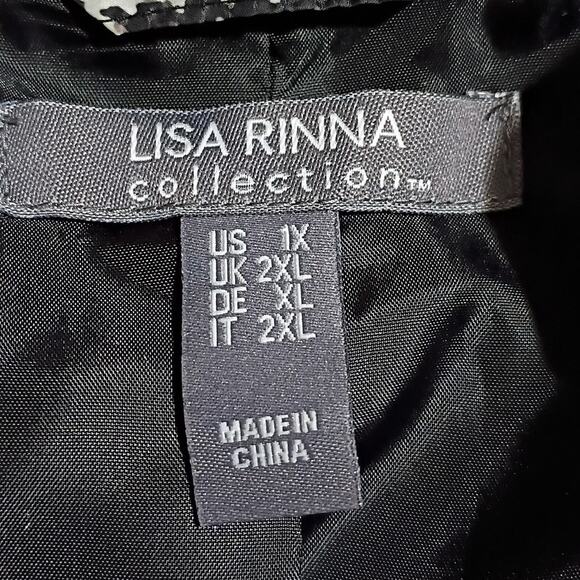 LISA RINNA
collection™
US 1X
UK 2XL
DE XL
IT 2XL
MADE IN
CHINA